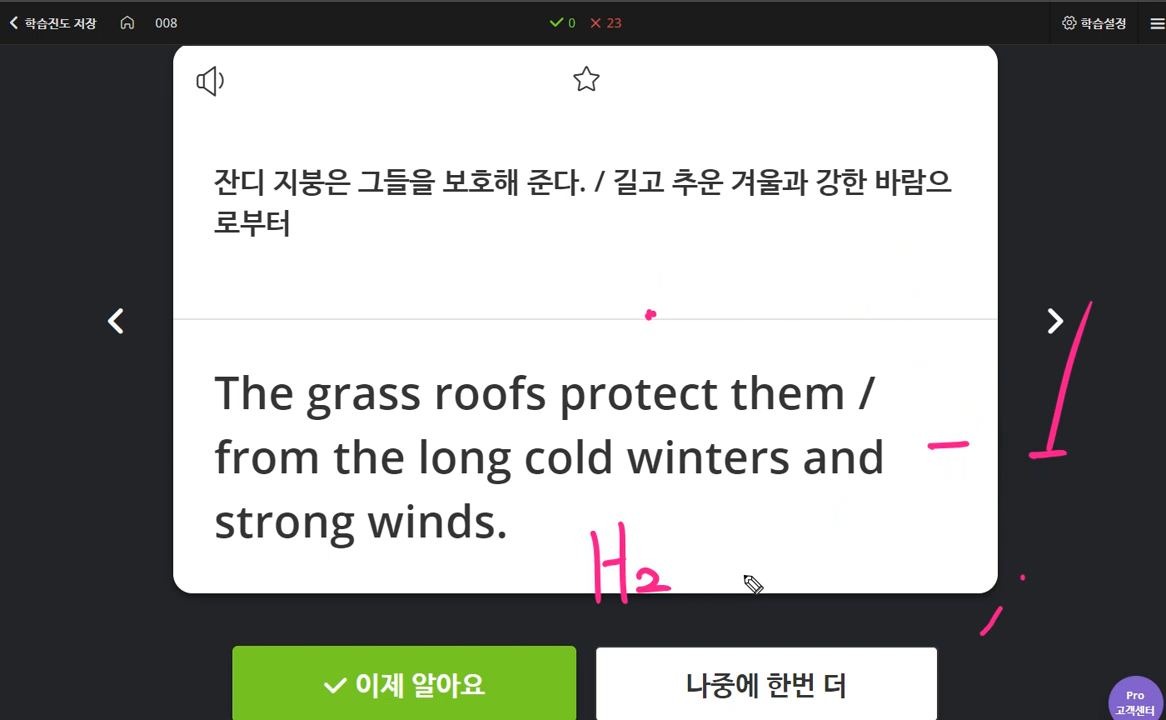 학습진도 저장 008 0 23 학습설정
잔디 지붕은 그들을 보호해 준다. / 길고 추운 겨울과 강한 바람으
로부터
The grass roofs protect them /
from the long cold winters and
strong winds.
H2
이제 알아요 나중에 한번 더
Pro
고객센터